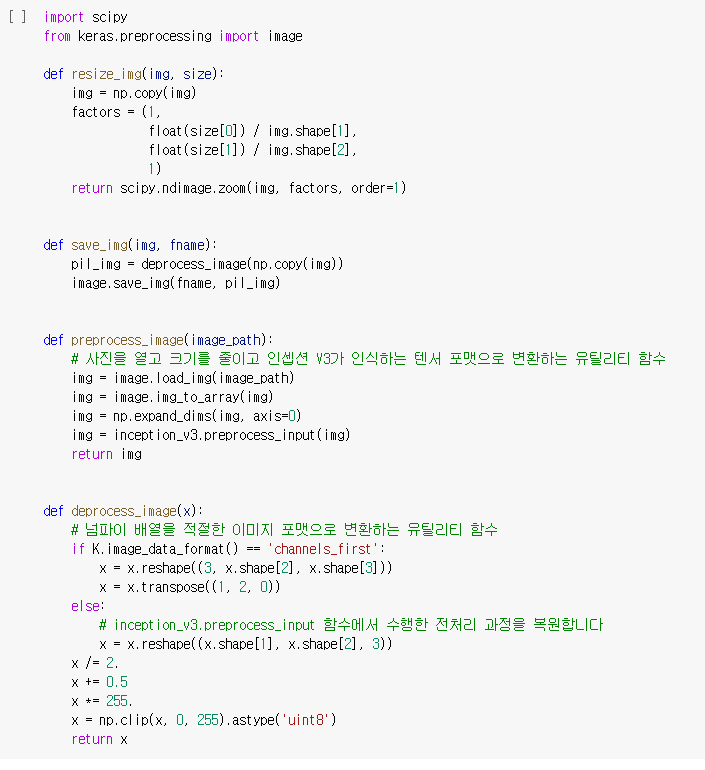 [ ] import scipy
from keras.preprocessing import image

def resize_img(img, size):
    img = np.copy(img)
    factors = (1,
               float(size[0]) / img.shape[1],
               float(size[1]) / img.shape[2],
               1)
    return scipy.ndimage.zoom(img, factors, order=1)


def save_img(img, fname):
    pil_img = deprocess_image(np.copy(img))
    image.save_img(fname, pil_img)


def preprocess_image(image_path):
    # 사진을 열고 크기를 줄이고 인셉션 V3가 인식하는 텐서 포맷으로 변환하는 유틸리티 함수
    img = image.load_img(image_path)
    img = image.img_to_array(img)
    img = np.expand_dims(img, axis=0)
    img = inception_v3.preprocess_input(img)
    return img


def deprocess_image(x):
    # 넘파이 배열을 적절한 이미지 포맷으로 변환하는 유틸리티 함수
    if K.image_data_format() == 'channels_first':
        x = x.reshape((3, x.shape[2], x.shape[3]))
        x = x.transpose((1, 2, 0))
    else:
        # inception_v3.preprocess_input 함수에서 수행한 전처리 과정을 복원합니다
        x = x.reshape((x.shape[1], x.shape[2], 3))
    x /= 2.
    x += 0.5
    x *= 255.
    x = np.clip(x, 0, 255).astype('uint8')
    return x